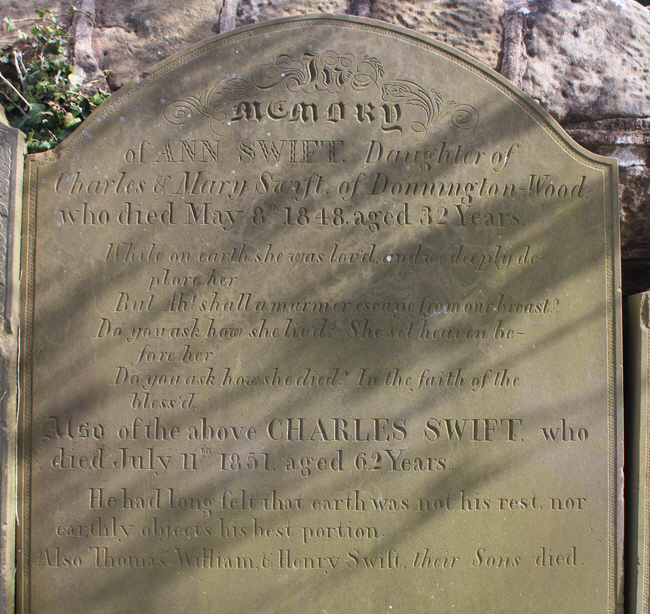 In
MEMORY
of ANN SWIFT, Daughter of
Charles & Mary Swift, of Donnington-Wood,
who died May 8th 1848, aged 32 Years.
While on earth she was lov'd, and we deeply de-
plore her
But Ah! shall a murmer escape from our breast?
Do you ask how she liv'd? She set heaven be-
fore her
Do you ask how she died? In the faith of the
bless'd.
Also of the above CHARLES SWIFT, who
died July 11th 1851, aged 62 Years.
He had long felt that earth was not his rest, nor
earthly objects his best portion.
Also Thomas William, & Henry Swift, their Sons died.